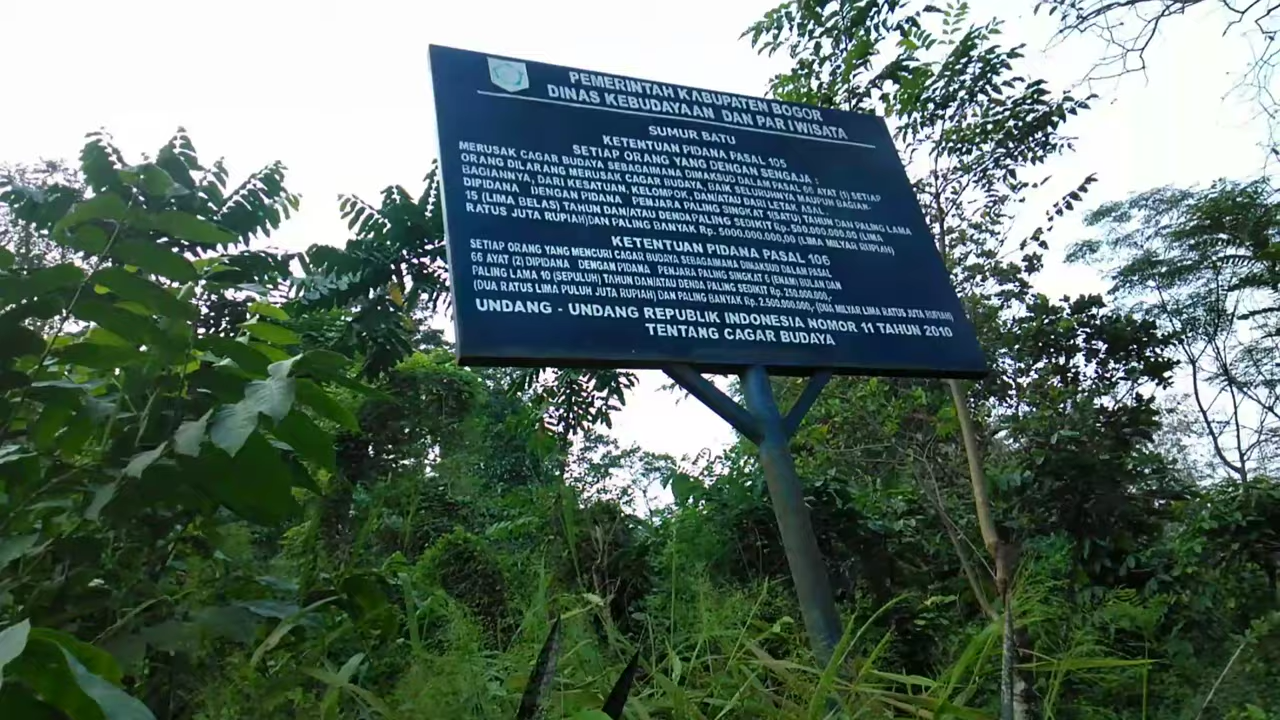 PEMERINTAH KABUPATEN BOGOR
DINAS KEBUDAYAAN DAN PARIWISATA
SUMUR BATU
KETENTUAN PIDANA PASAL 105
SETIAP ORANG YANG DENGAN SENGAJA :
MERUSAK CAGAR BUDAYA SEBAGAIMANA DIMAKSUD DALAM PASAL 66 AYAT (1) SETIAP
ORANG DILARANG MERUSAK CAGAR BUDAYA, BAIK SELURUHNYA MAUPUN BAGIAN-
BAGIANNYA, DARI KESATUAN, KELOMPOK, DAN/ATAU DARI LETAK ASAL.
DIPIDANA DENGAN PIDANA PENJARA PALING SINGKAT 1(SATU) TAHUN DAN PALING LAMA
15 (LIMA BELAS) TAHUN DAN/ATAU DENDA PALING SEDIKIT Rp. 500.000.000.00 (LIMA
RATUS JUTA RUPIAH)DAN PALING BANYAK Rp. 5000.000.000,00 (LIMA MILYAR RUPIAH)
KETENTUAN PIDANA PASAL 106
SETIAP ORANG YANG MENCURI CAGAR BUDAYA SEBAGAIMANA DIMAKSUD DALAM PASAL
66 AYAT (2) DIPIDANA DENGAN PIDANA PENJARA PALING SINGKAT 6 (ENAM) BULAN DAN
PALING LAMA 10 (SEPULUH) TAHUN DAN/ATAU DENDA PALING SEDIKIT Rp. 250.000.000,-
(DUA RATUS LIMA PULUH JUTA RUPIAH) DAN PALING BANYAK Rp. 2.500.000.000,- (DUA MILYAR LIMA RATUS JUTA RUPIAH)
UNDANG - UNDANG REPUBLIK INDONESIA NOMOR 11 TAHUN 2010
TENTANG CAGAR BUDAYA